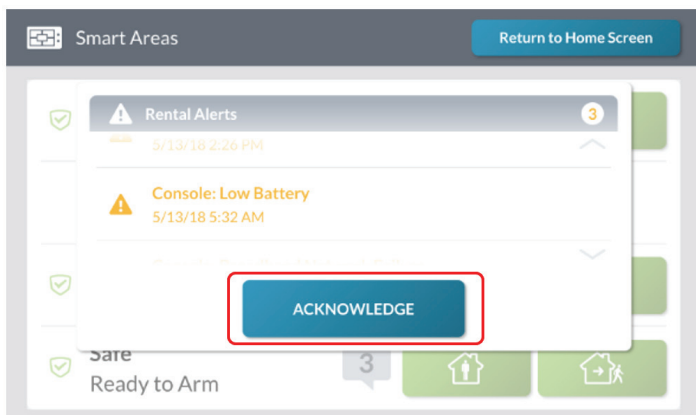 Smart Areas
Return to Home Screen
Rental Alerts
3
5/13/18 2:26 PM
Console: Low Battery
5/13/18 5:32 AM
ACKNOWLEDGE
Safe
3
Ready to Arm